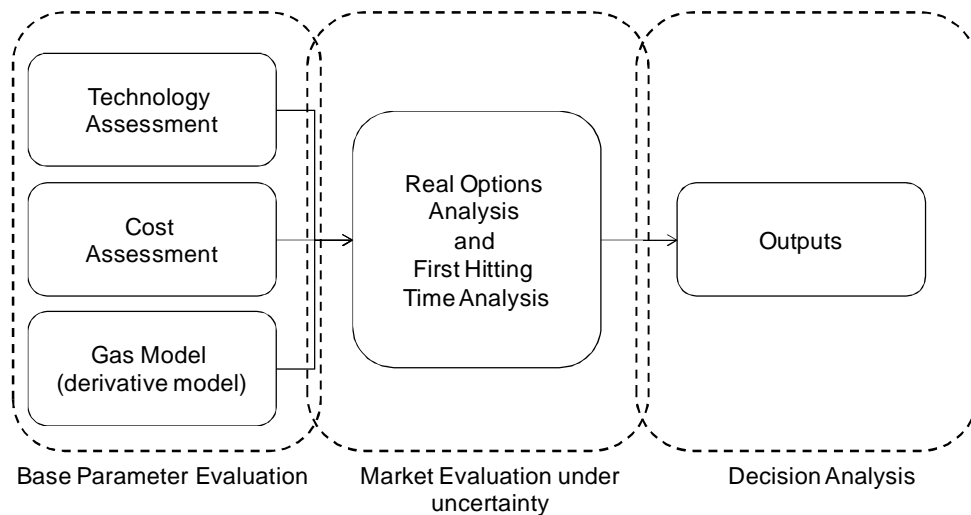 Technology
Assessment
Cost
Assessment
Gas Model
(derivative model)
Real Options
Analysis
and
First Hitting
Time Analysis
Outputs
Base Parameter Evaluation
Market Evaluation under
uncertainty
Decision Analysis